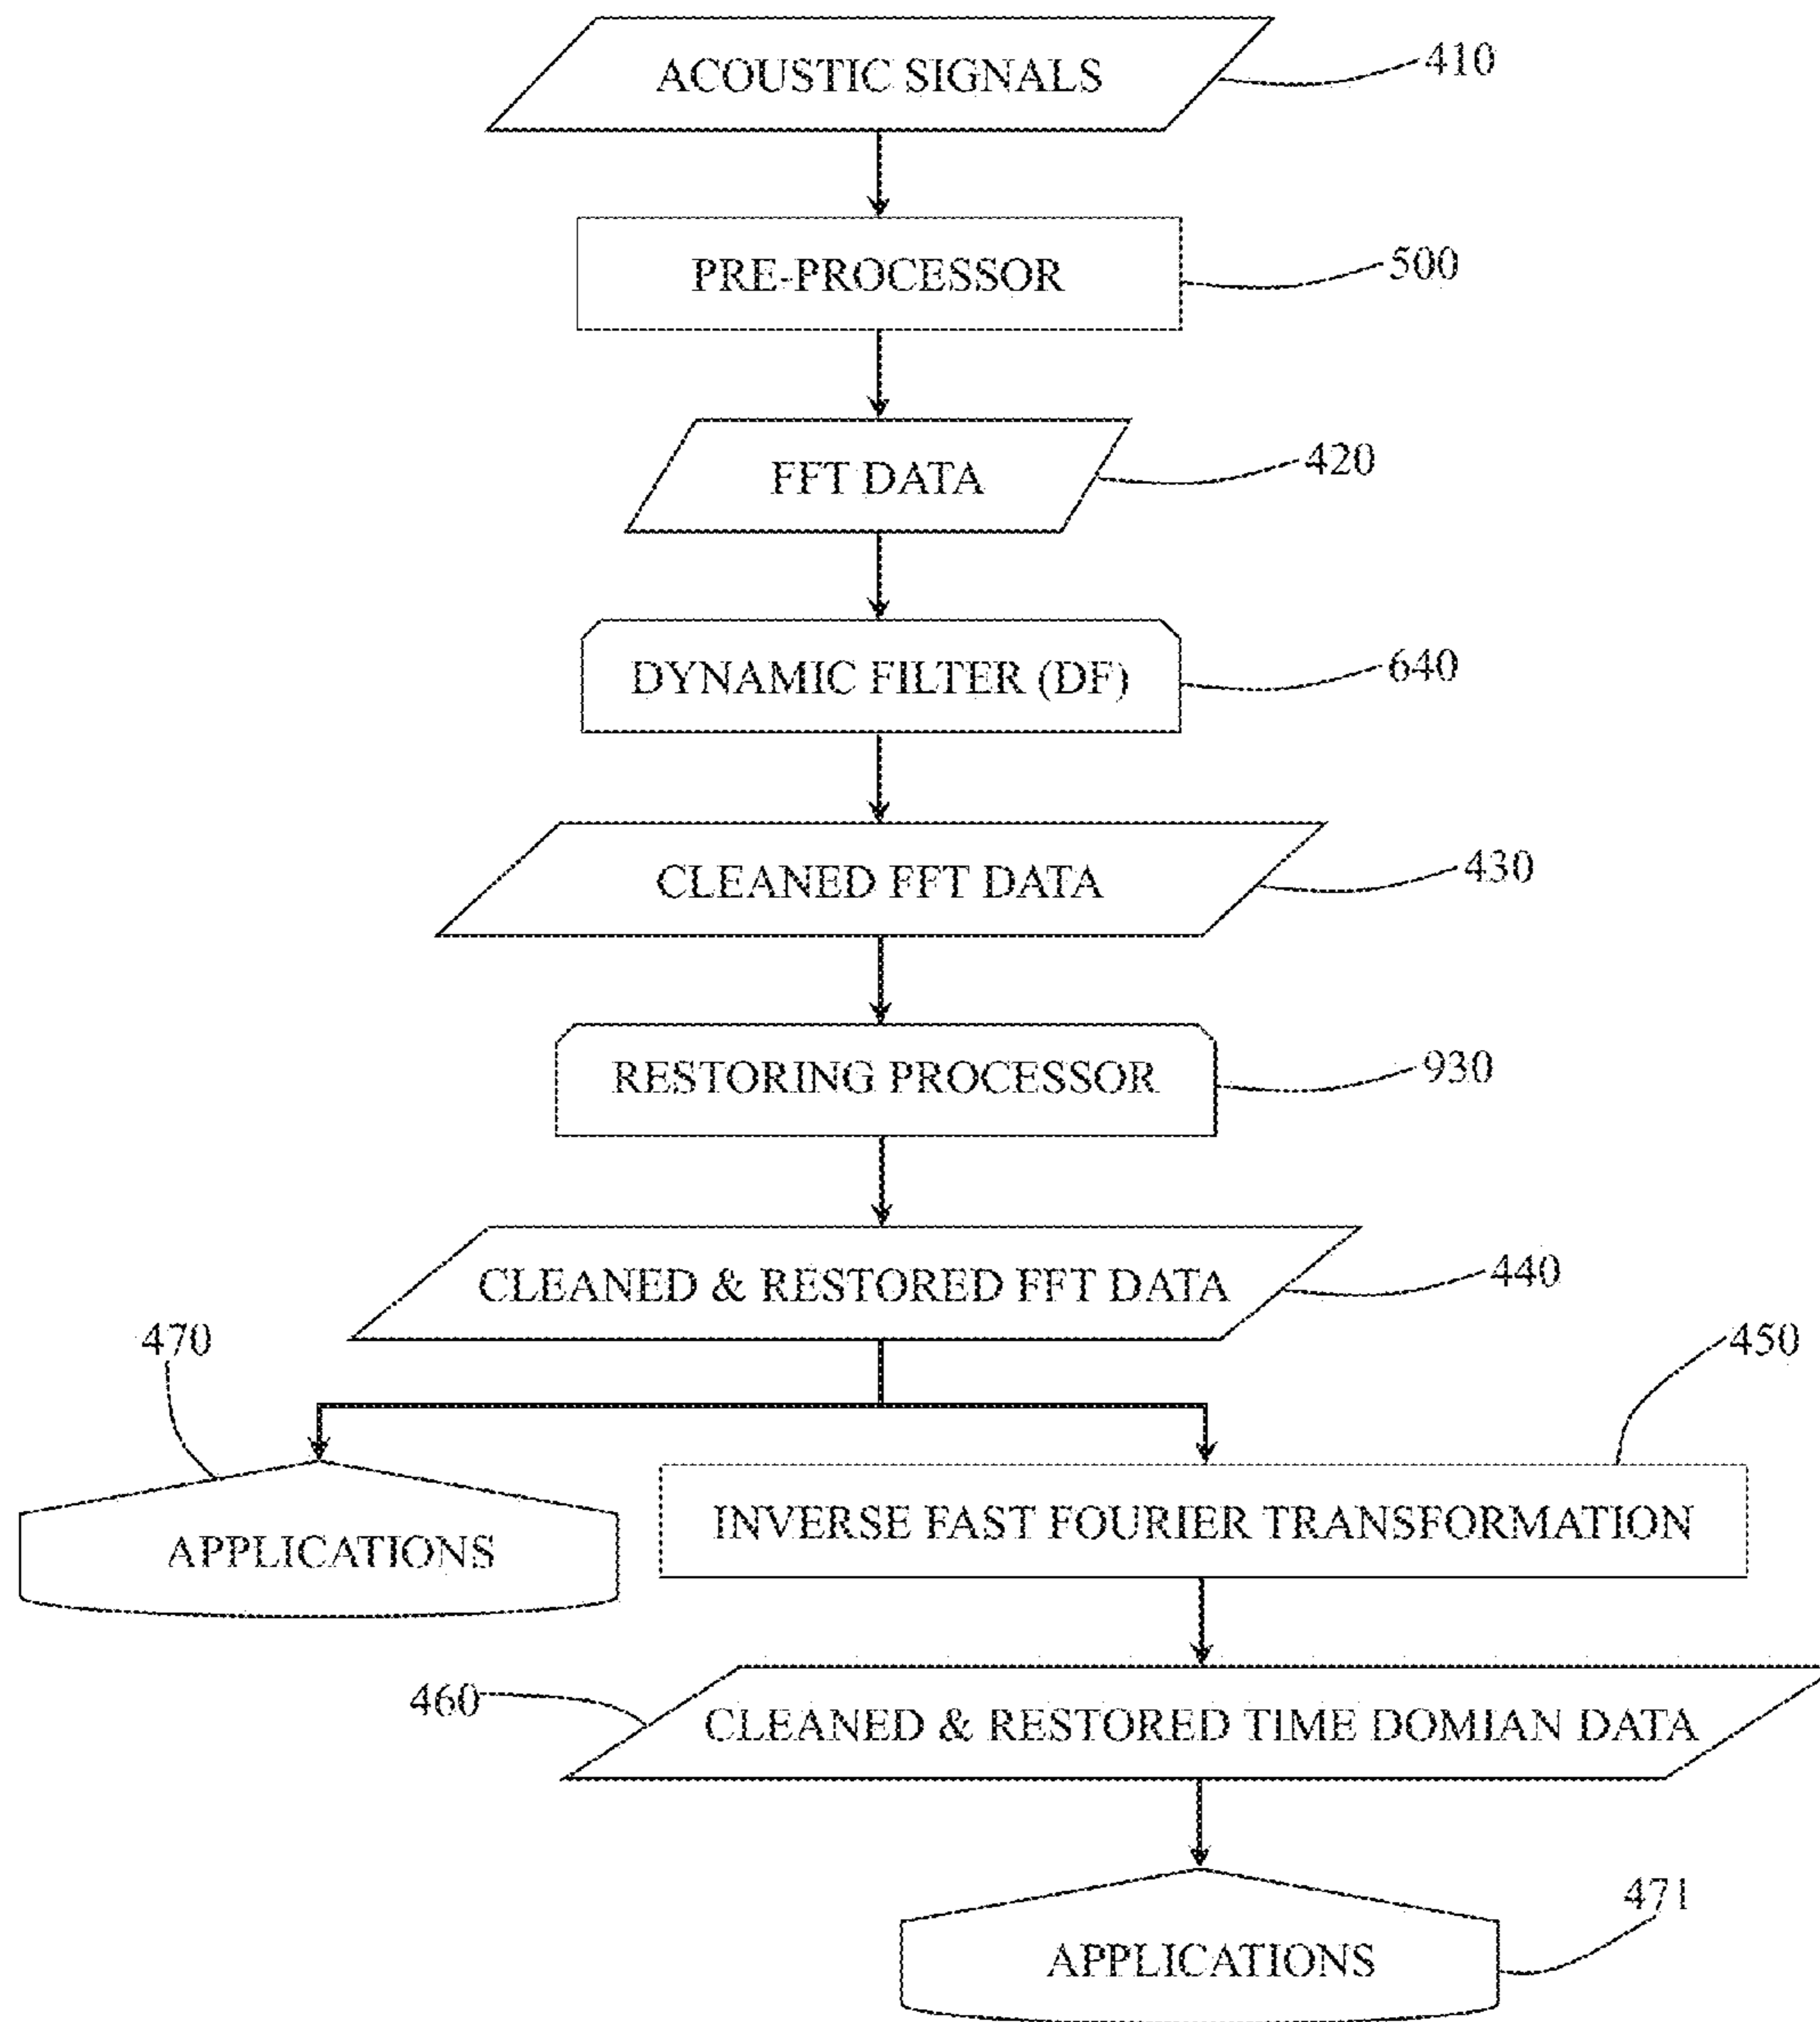 ACOUSTIC SIGNALS
410
PRE-PROCESSOR
500
FFT DATA
420
DYNAMIC FILTER (DF)
640
CLEANED FFT DATA
430
RESTORING PROCESSOR
930
CLEANED & RESTORED FFT DATA
440
470
450
APPLICATIONS
INVERSE FAST FOURIER TRANSFORMATION
460
CLEANED & RESTORED TIME DOMIAN DATA
471
APPLICATIONS